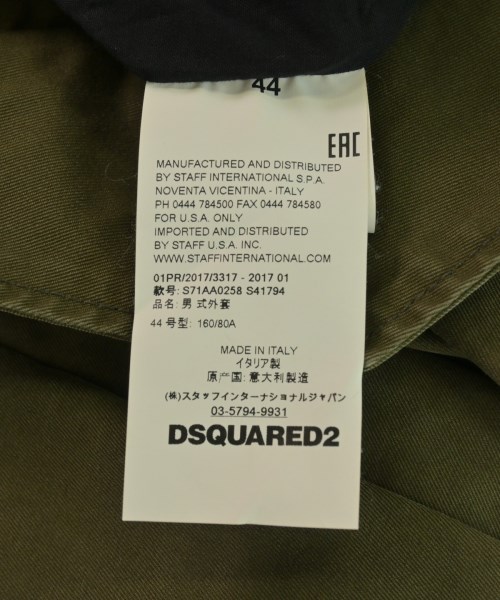 44
EAC
MANUFACTURED AND DISTRIBUTED
BY STAFF INTERNATIONAL S.P.A.
NOVENTA VICENTINA - ITALY
PH 0444 784500 FAX 0444 784580
FOR U.S.A. ONLY
IMPORTED AND DISTRIBUTED
BY STAFF U.S.A. INC.
WWW.STAFFINTERNATIONAL.COM
01PR/2017/3317 - 2017 01
款号: S71AA0258 S41794
品名: 男 式外套
44 号型: 160/80A
MADE IN ITALY
イタリア製
原产国: 意大利製造
(株)スタッフインターナショナルジャパン
03-5794-9931
DSQUARED2